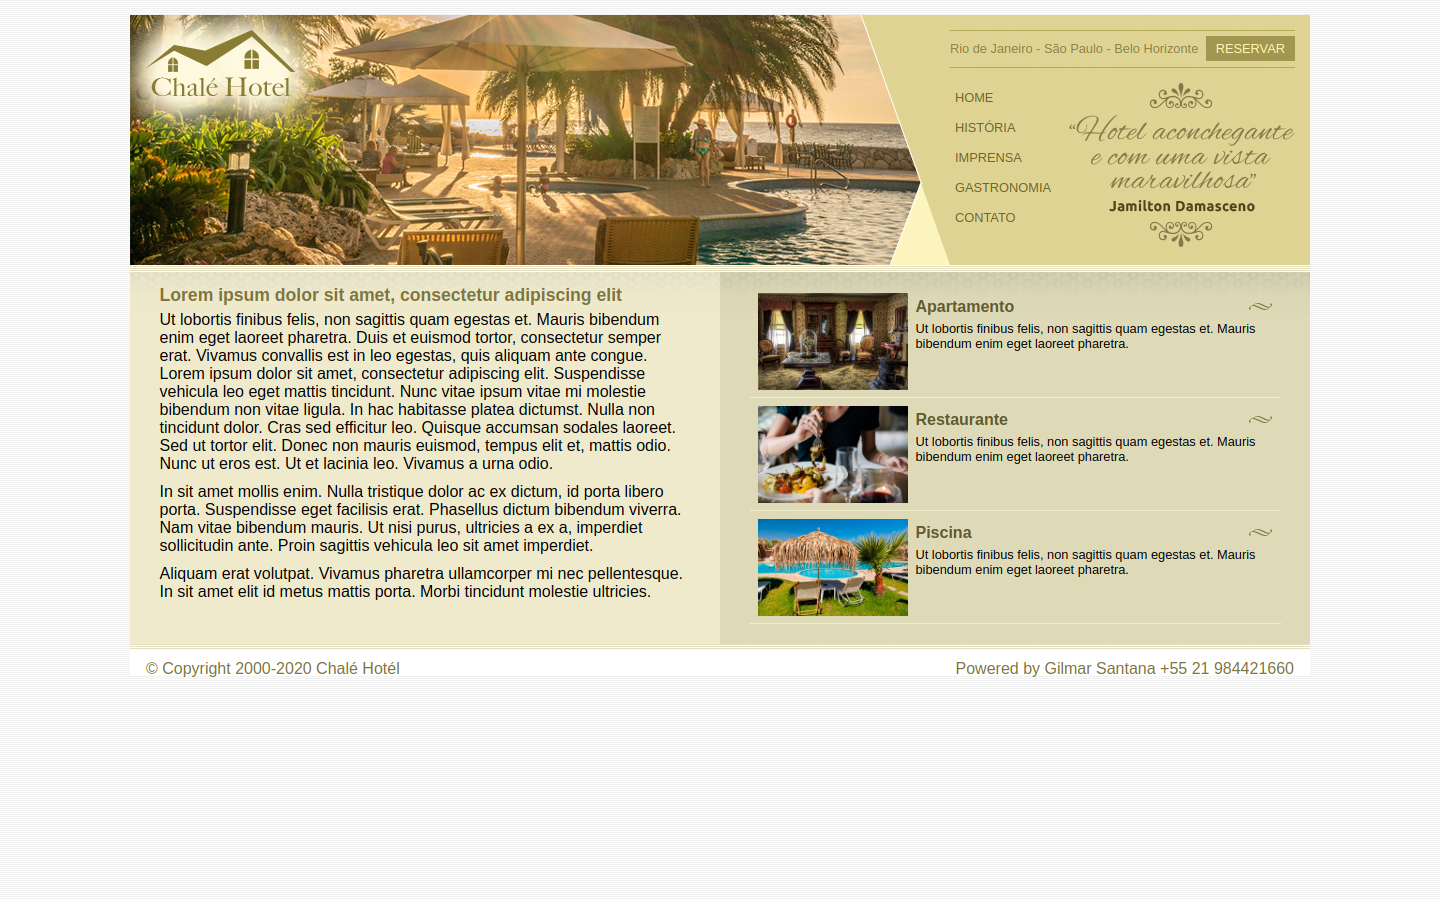 Chalé Hotel
Rio de Janeiro - São Paulo - Belo Horizonte
RESERVAR
HOME
HISTÓRIA
IMPRENSA
GASTRONOMIA
CONTATO
“Hotel aconchegante
e com uma vista
maravilhosa”
Jamilton Damasceno
Lorem ipsum dolor sit amet, consectetur adipiscing elit
Ut lobortis finibus felis, non sagittis quam egestas et. Mauris bibendum
enim eget laoreet pharetra. Duis et euismod tortor, consectetur semper
erat. Vivamus convallis est in leo egestas, quis aliquam ante congue.
Lorem ipsum dolor sit amet, consectetur adipiscing elit. Suspendisse
vehicula leo eget mattis tincidunt. Nunc vitae ipsum vitae mi molestie
bibendum non vitae ligula. In hac habitasse platea dictumst. Nulla non
tincidunt dolor. Cras sed efficitur leo. Quisque accumsan sodales laoreet.
Sed ut tortor elit. Donec non mauris euismod, tempus elit et, mattis odio.
Nunc ut eros est. Ut et lacinia leo. Vivamus a urna odio.
In sit amet mollis enim. Nulla tristique dolor ac ex dictum, id porta libero
porta. Suspendisse eget facilisis erat. Phasellus dictum bibendum viverra.
Nam vitae bibendum mauris. Ut nisi purus, ultricies a ex a, imperdiet
sollicitudin ante. Proin sagittis vehicula leo sit amet imperdiet.
Aliquam erat volutpat. Vivamus pharetra ullamcorper mi nec pellentesque.
In sit amet elit id metus mattis porta. Morbi tincidunt molestie ultricies.
Apartamento
Ut lobortis finibus felis, non sagittis quam egestas et. Mauris
bibendum enim eget laoreet pharetra.
Restaurante
Ut lobortis finibus felis, non sagittis quam egestas et. Mauris
bibendum enim eget laoreet pharetra.
Piscina
Ut lobortis finibus felis, non sagittis quam egestas et. Mauris
bibendum enim eget laoreet pharetra.
© Copyright 2000-2020 Chalé Hotél
Powered by Gilmar Santana +55 21 984421660